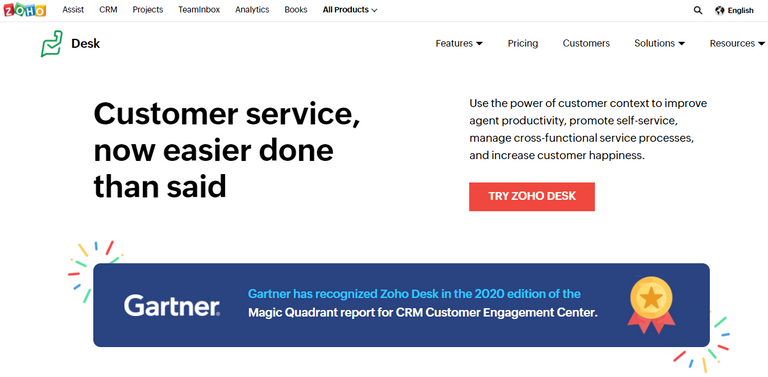 ZOHO Assist CRM Projects TeamInbox Analytics Books All Products English
Desk Features Pricing Customers Solutions Resources
Customer service,
now easier done
than said
Use the power of customer context to improve
agent productivity, promote self-service,
manage cross-functional service processes,
and increase customer happiness.
TRY ZOHO DESK
Gartner®
Gartner has recognized Zoho Desk in the 2020 edition of the
Magic Quadrant report for CRM Customer Engagement Center.